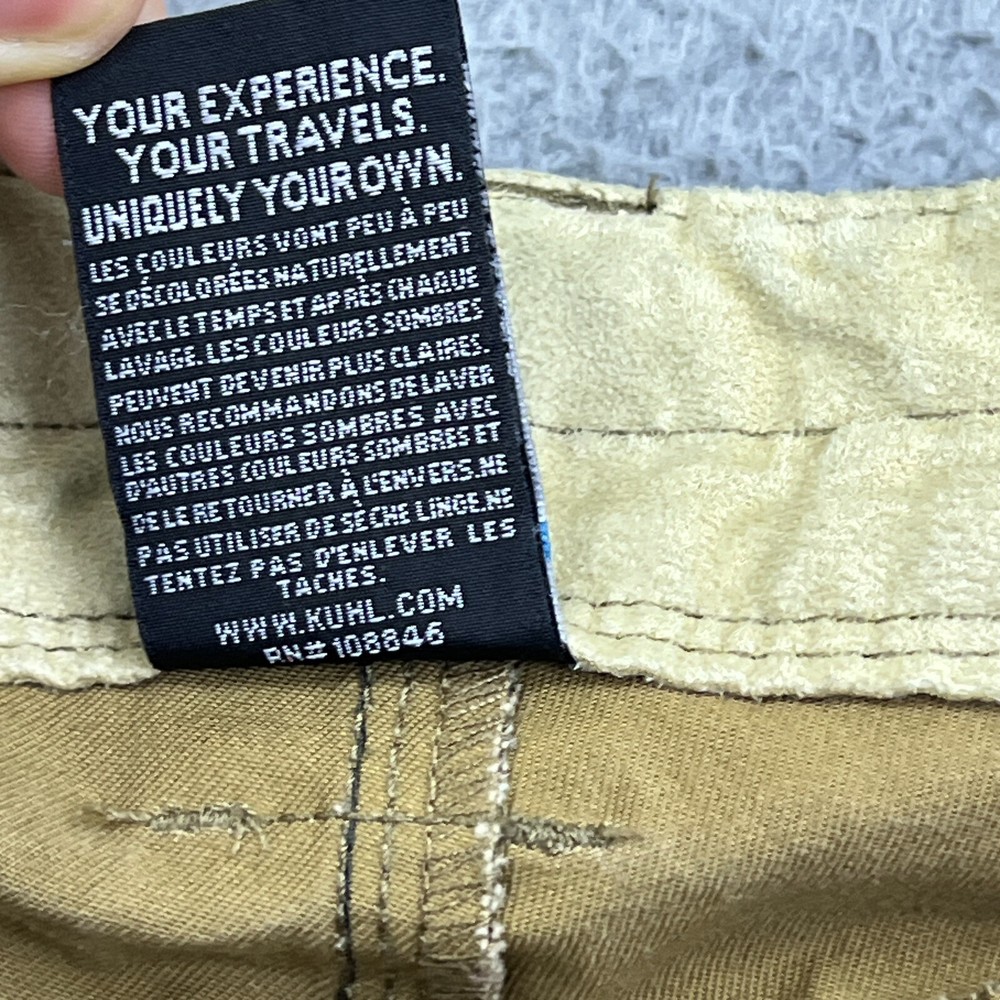 YOUR EXPERIENCE.
YOUR TRAVELS.
UNIQUELY YOUR OWN.
LES COULEURS VONT PEU À PEU
SE DÉCOLORÉES NATURELLEMENT
AVEC LE TEMPS ET APRÈS CHAQUE
LAVAGE. LES COULEURS SOMBRES
PEUVENT DEVENIR PLUS CLAIRES.
NOUS RECOMMANDONS DE LAVER
LES COULEURS SOMBRES AVEC
D'AUTRES COULEURS SOMBRES ET
DE LE RETOURNER À L'ENVERS. NE
PAS UTILISER DE SÈCHE LINGE. NE
TENTEZ PAS D'ENLEVER LES
TACHES.
WWW.KUHL.COM
RN# 108846